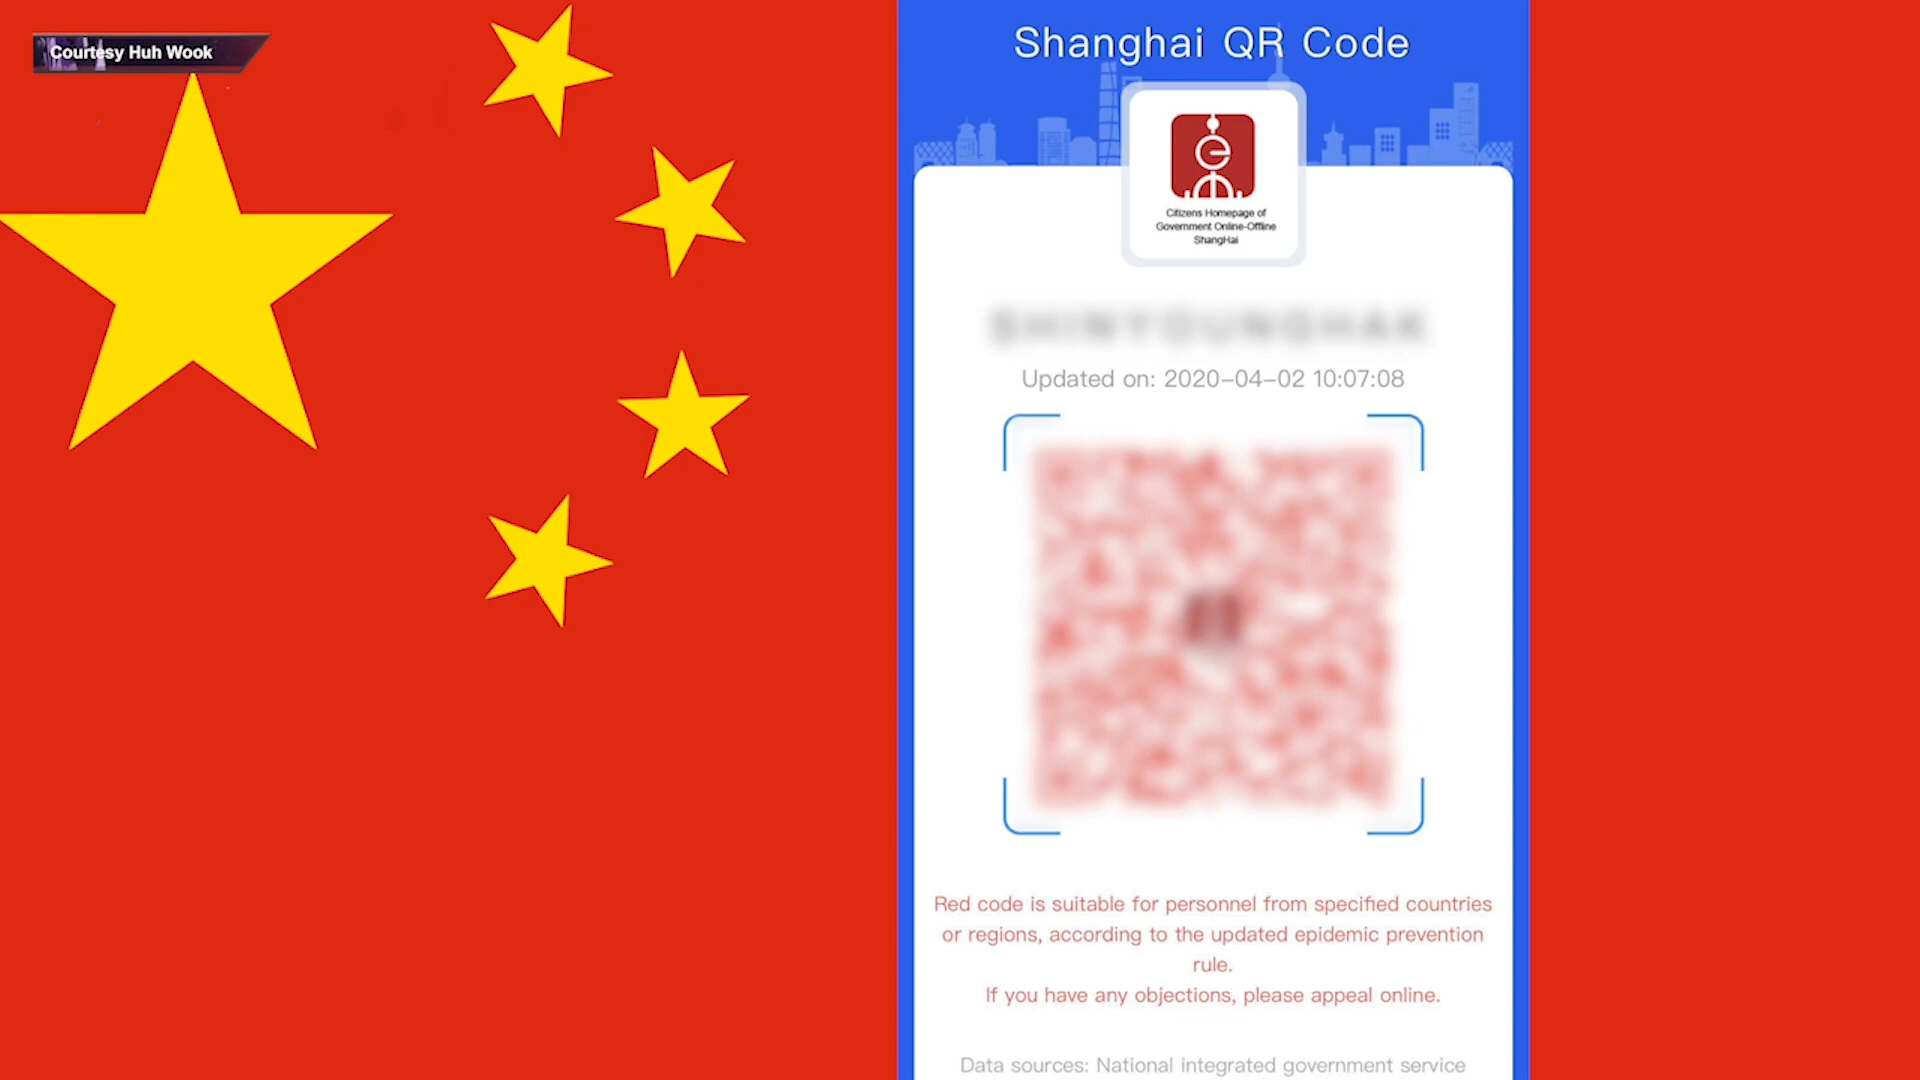 Courtesy Huh Wook
Shanghai QR Code
Citizens Homepage of
Government Online-Offline
ShangHai
Updated on: 2020-04-02 10:07:08
Red code is suitable for personnel from specified countries
or regions, according to the updated epidemic prevention
rule.
If you have any objections, please appeal online.
Data sources: National integrated government service